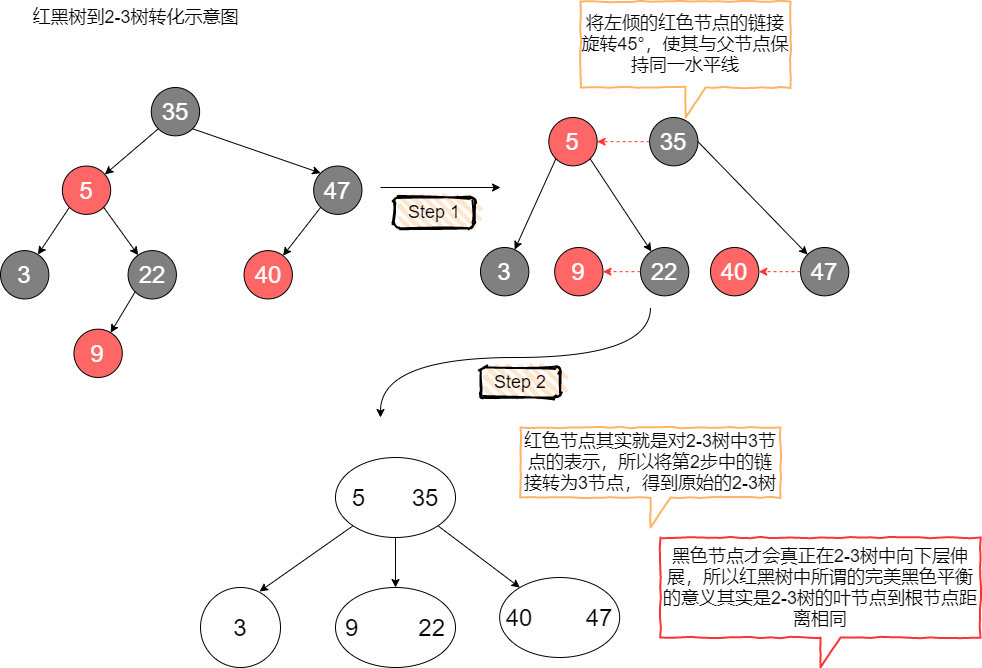 红黑树到2-3树转化示意图
将左倾的红色节点的链接
旋转45°，使其与父节点保
持同一水平线
35
5
47
3
22
40
9
Step 1
5
35
3
9
22
40
47
Step 2
红色节点其实就是对2-3树中3节
点的表示，所以将第2步中的链
接转为3节点，得到原始的2-3树
5 35
3
9 22
40 47
黑色节点才会真正在2-3树中向下层伸
展，所以红黑树中所谓的完美黑色平衡
的意义其实是2-3树的叶节点到根节点距
离相同